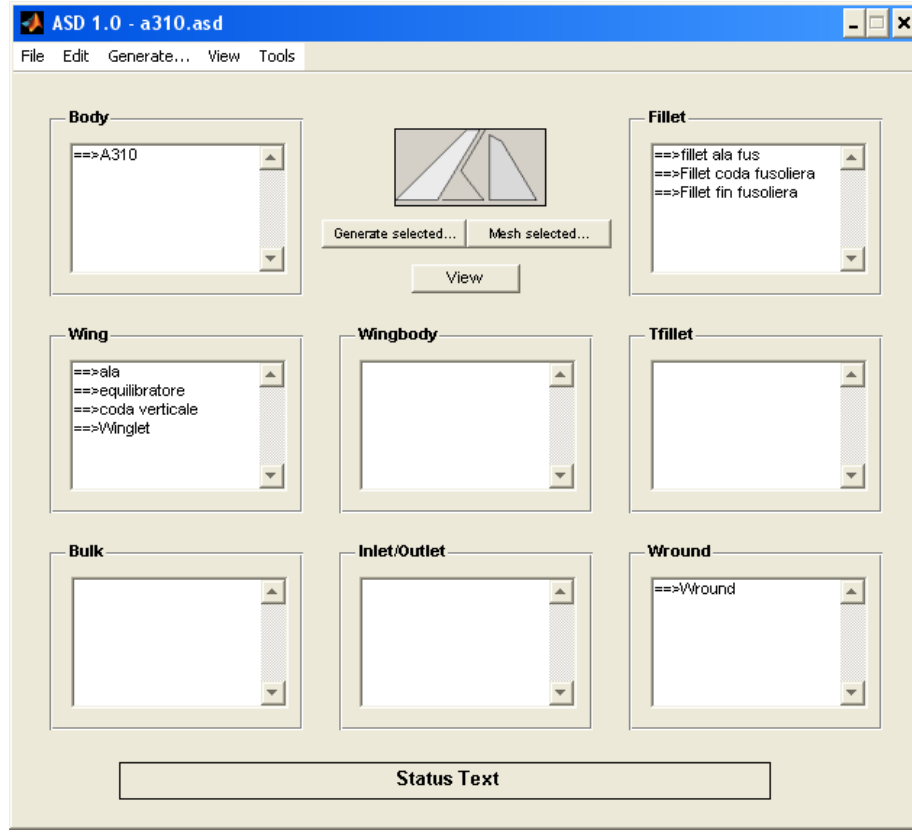 ASD 1.0 - a310.asd
File Edit Generate... View Tools
Body
==>A310
Generate selected...
Mesh selected...
View
Fillet
==>fillet ala fus
==>Fillet coda fusoliera
==>Fillet fin fusoliera
Wing
==>ala
==>equilibratore
==>coda verticale
==>Winglet
Wingbody
Tfillet
Bulk
Inlet/Outlet
Wround
==>Wround
Status Text